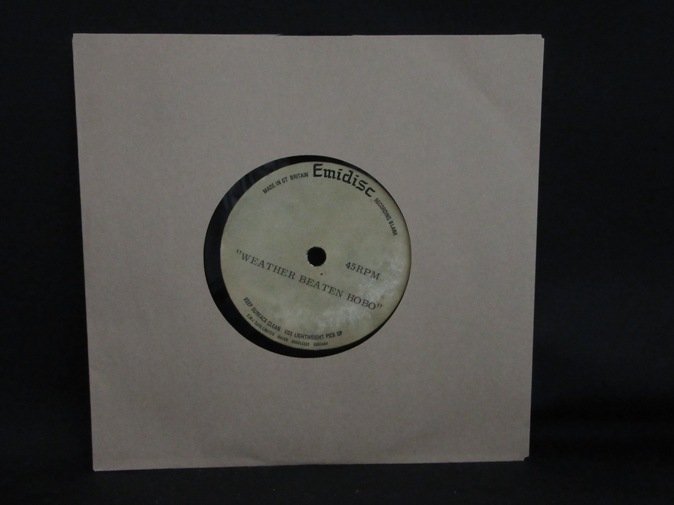 MADE IN GT BRITAIN Emidisc RECORDING BLANK
45RPM
"WEATHER BEATEN HOBO"
KEEP SURFACE CLEAN · USE LIGHTWEIGHT PICK UP